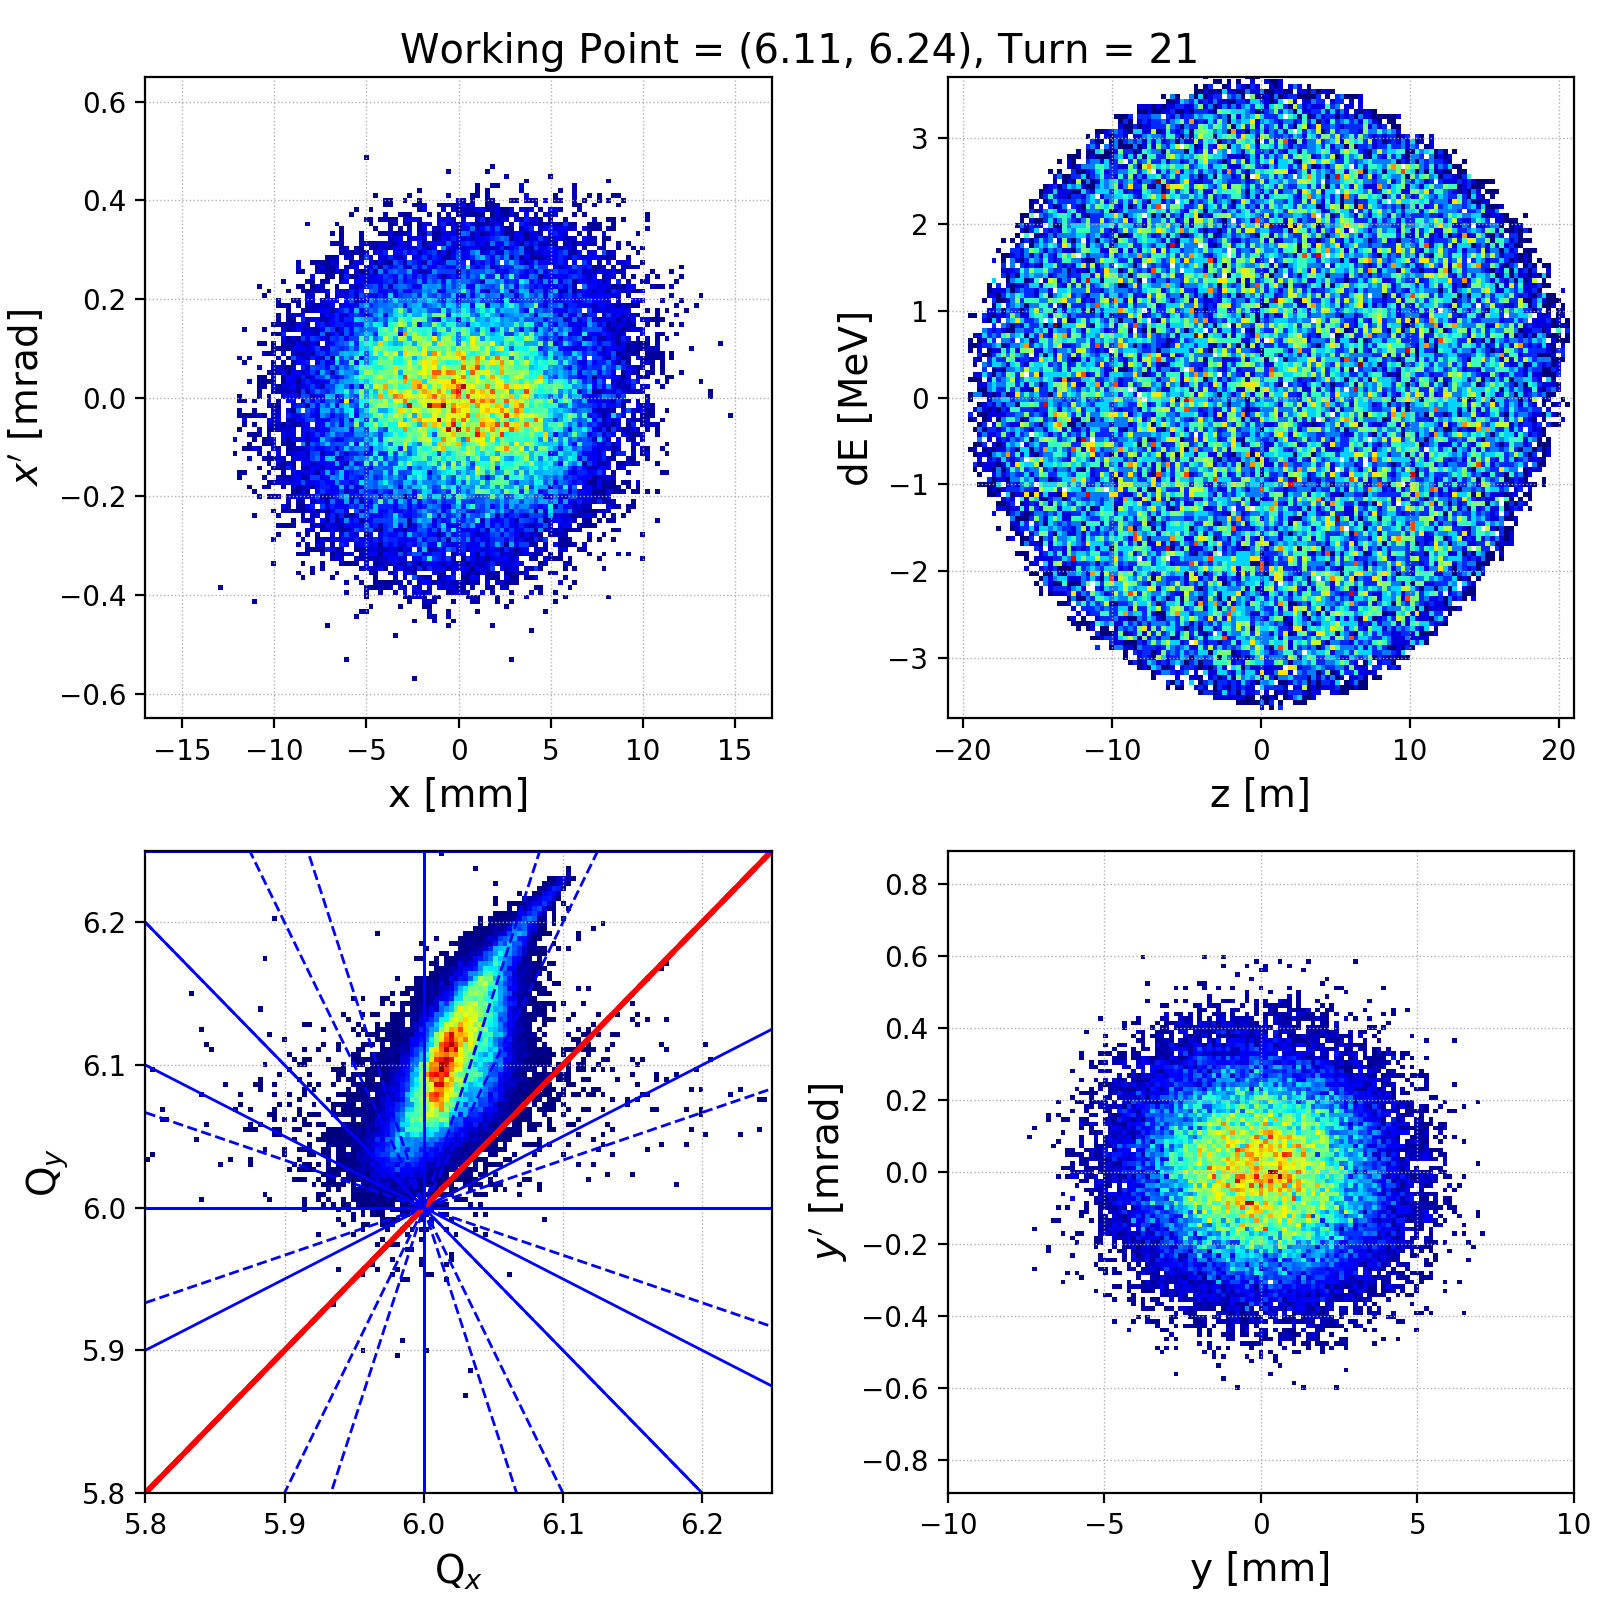 Working Point = (6.11, 6.24), Turn = 21
0.6
0.4
0.2
0.0
−0.2
−0.4
−0.6
x′ [mrad]
−15 −10 −5 0 5 10 15
x [mm]
3
2
1
0
−1
−2
−3
dE [MeV]
−20 −10 0 10 20
z [m]
6.2
6.1
6.0
5.9
5.8
Qy
5.8 5.9 6.0 6.1 6.2
Qx
0.8
0.6
0.4
0.2
0.0
−0.2
−0.4
−0.6
−0.8
y′ [mrad]
−10 −5 0 5 10
y [mm]